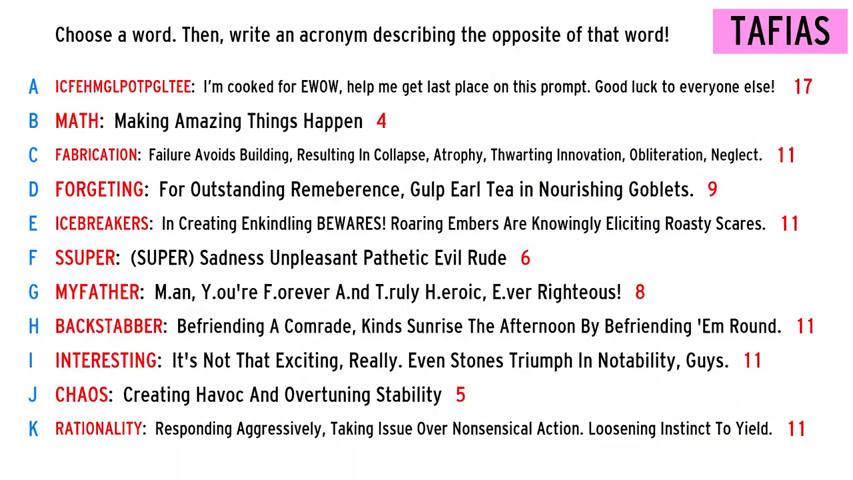 Choose a word. Then, write an acronym describing the opposite of that word!
TAFIAS
A ICFEHMGLPOTPGLTEE: I'm cooked for EWOW, help me get last place on this prompt. Good luck to everyone else! 17
B MATH: Making Amazing Things Happen 4
C FABRICATION: Failure Avoids Building, Resulting In Collapse, Atrophy, Thwarting Innovation, Obliteration, Neglect. 11
D FORGETING: For Outstanding Rememberence, Gulp Earl Tea in Nourishing Goblets. 9
E ICEBREAKERS: In Creating Enkindling BEWARES! Roaring Embers Are Knowingly Eliciting Roasty Scares. 11
F SSUPER: (SUPER) Sadness Unpleasant Pathetic Evil Rude 6
G MYFATHER: M.an, Y.ou're F.orever A.nd T.ruly H.eroic, E.ver Righteous! 8
H BACKSTABBER: Befriending A Comrade, Kinds Sunrise The Afternoon By Befriending 'Em Round. 11
I INTERESTING: It's Not That Exciting, Really. Even Stones Triumph In Notability, Guys. 11
J CHAOS: Creating Havoc And Overtuning Stability 5
K RATIONALITY: Responding Aggressively, Taking Issue Over Nonsensical Action. Loosening Instinct To Yield. 11